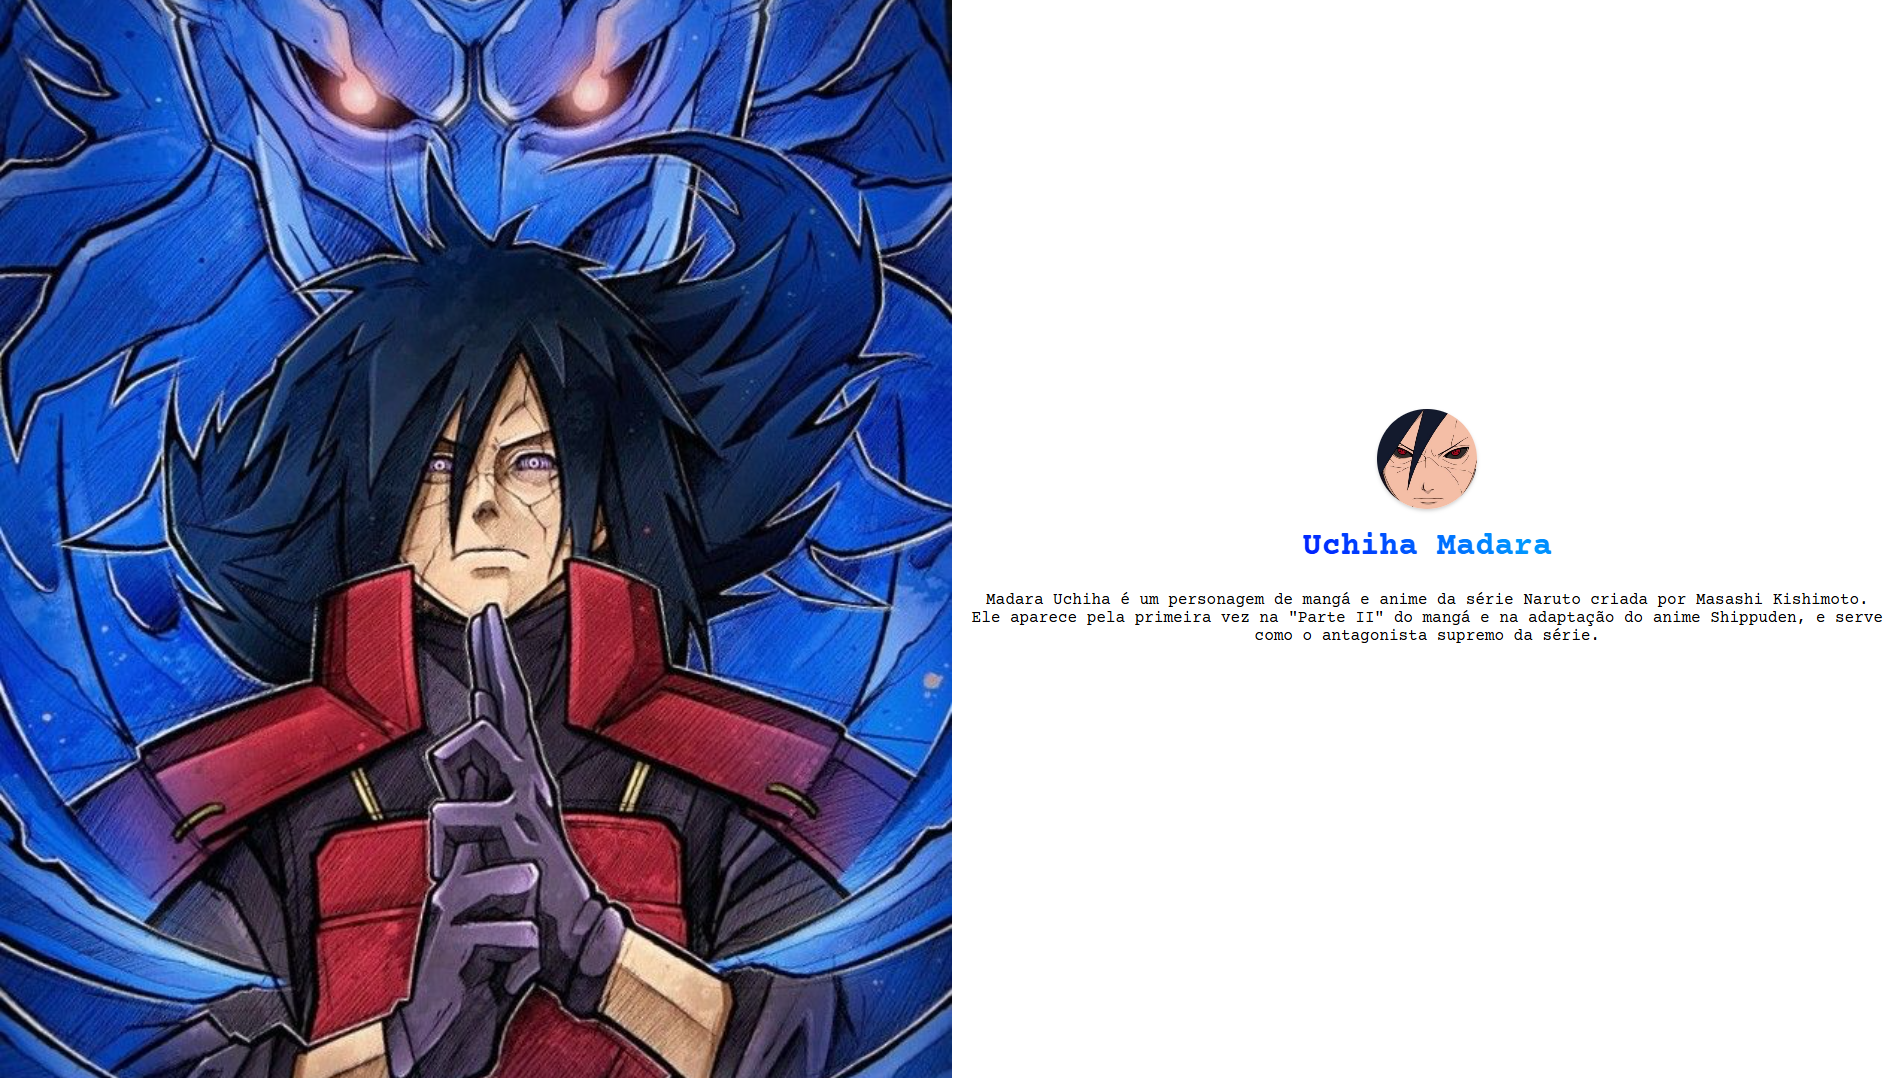 Uchiha Madara
Madara Uchiha é um personagem de mangá e anime da série Naruto criada por Masashi Kishimoto.
Ele aparece pela primeira vez na "Parte II" do mangá e na adaptação do anime Shippuden, e serve
como o antagonista supremo da série.